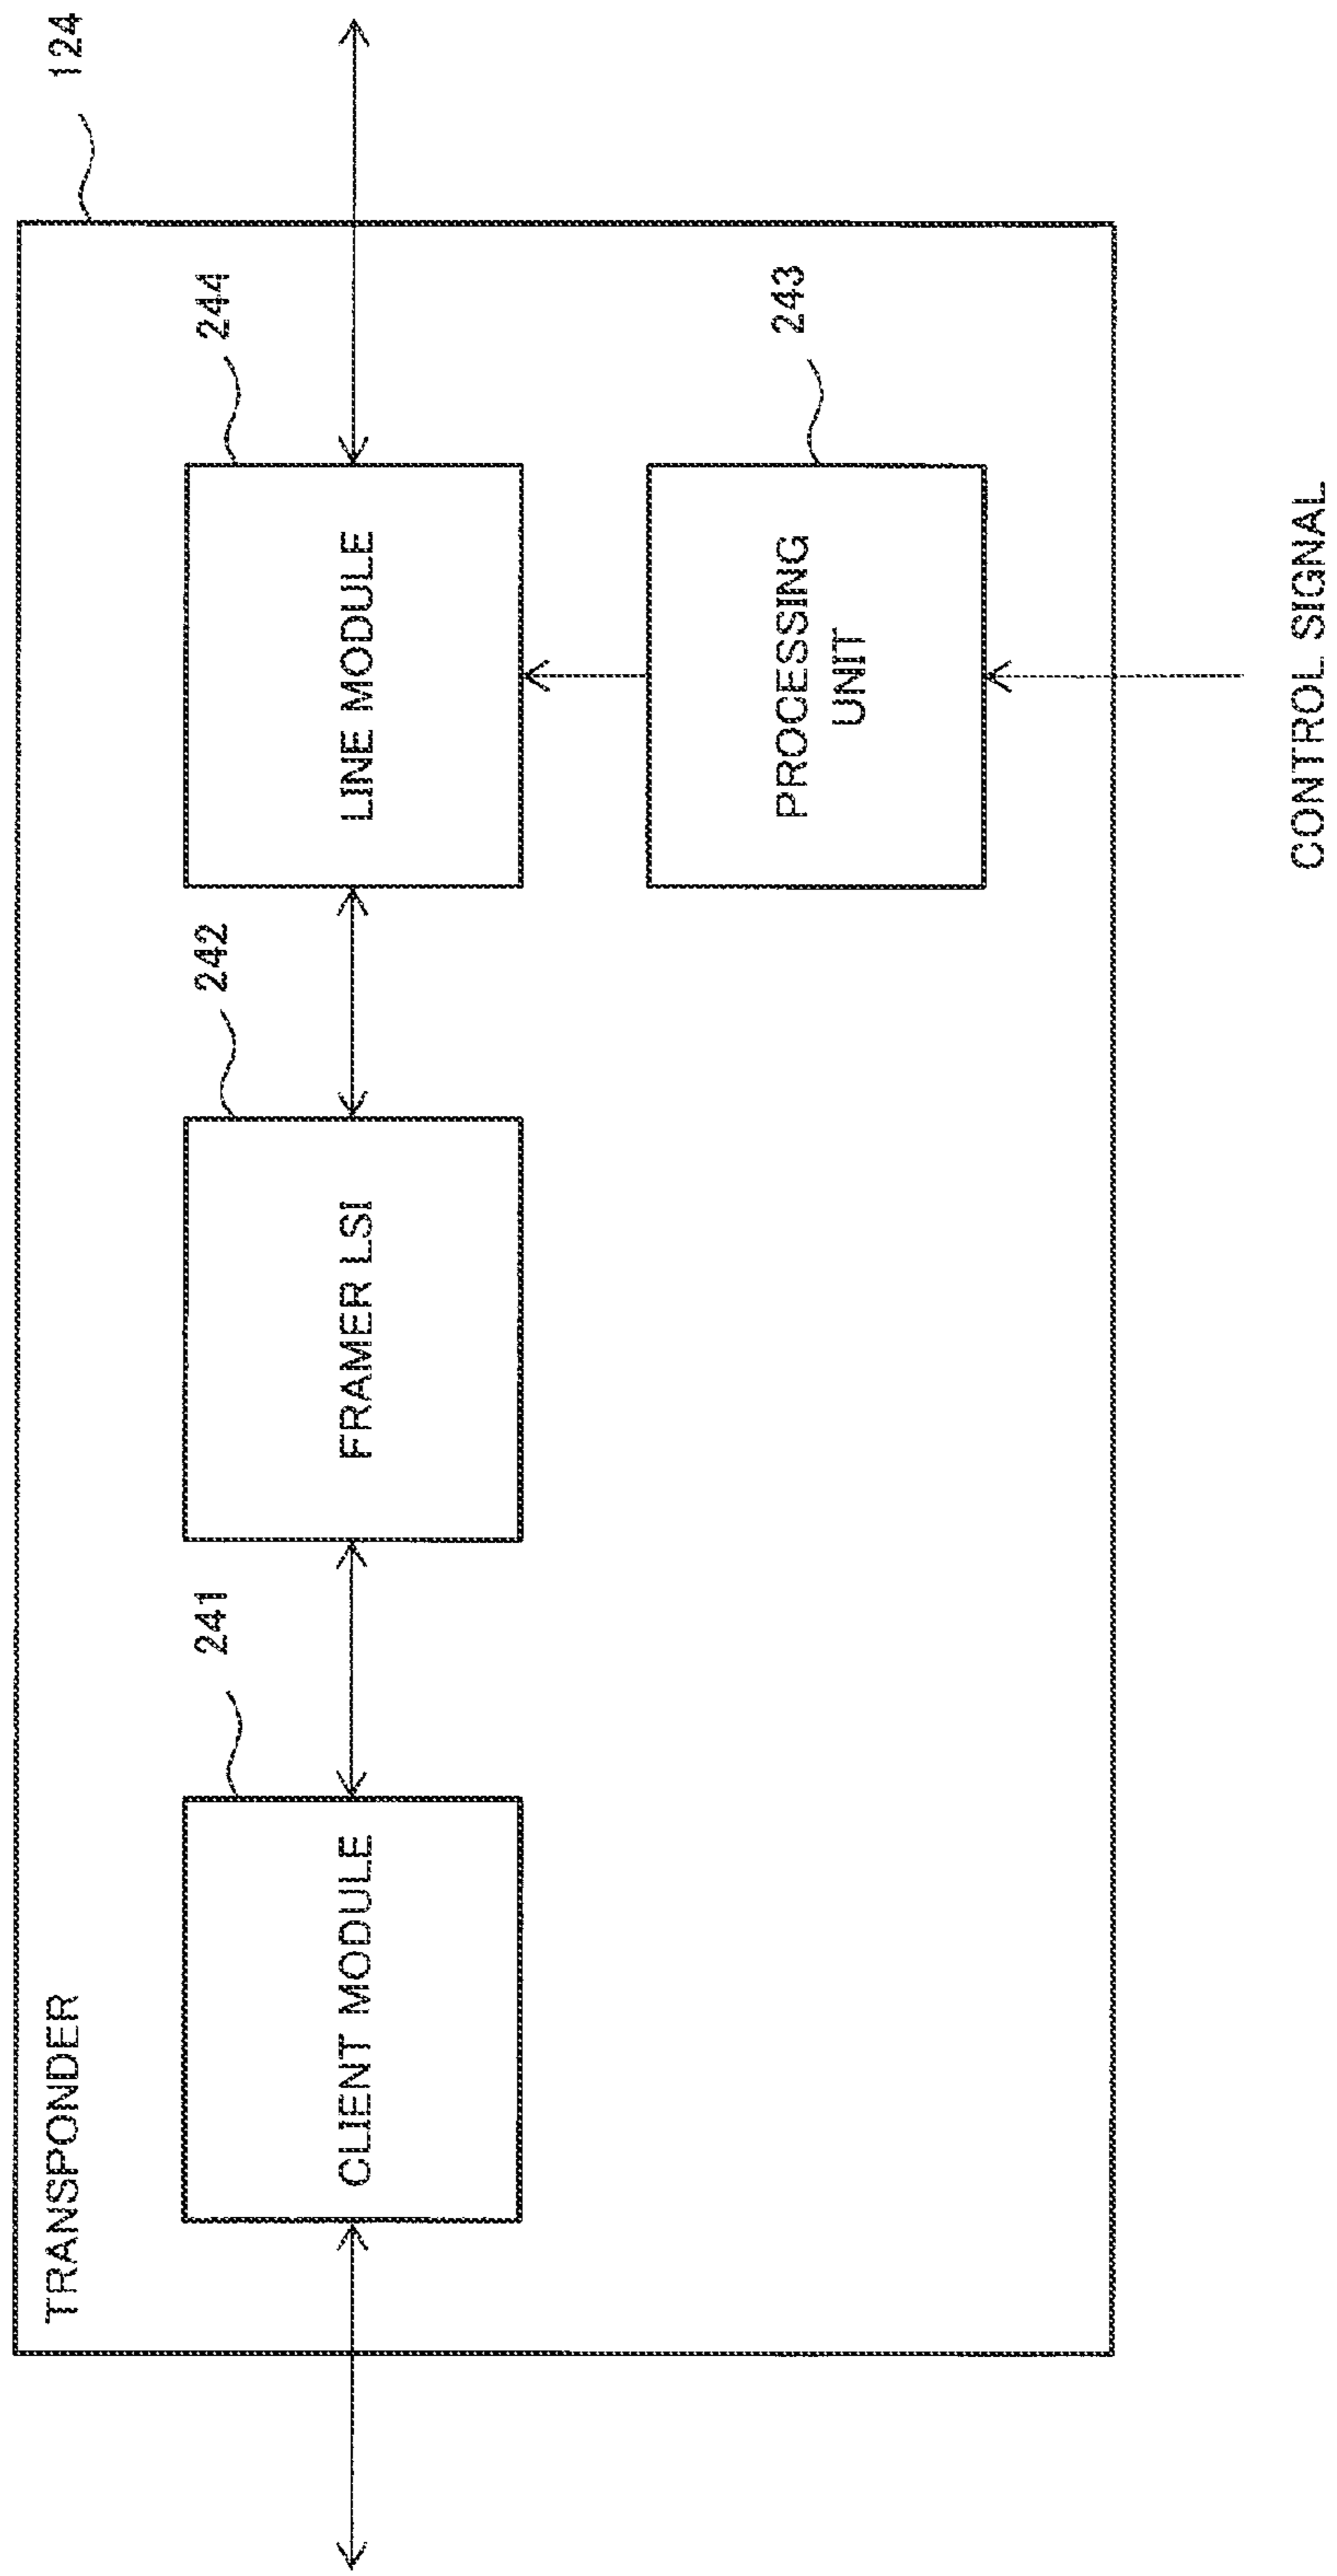 TRANSPONDER
124
241
242
244
CLIENT MODULE
FRAMER LSI
LINE MODULE
243
PROCESSING
UNIT
CONTROL SIGNAL